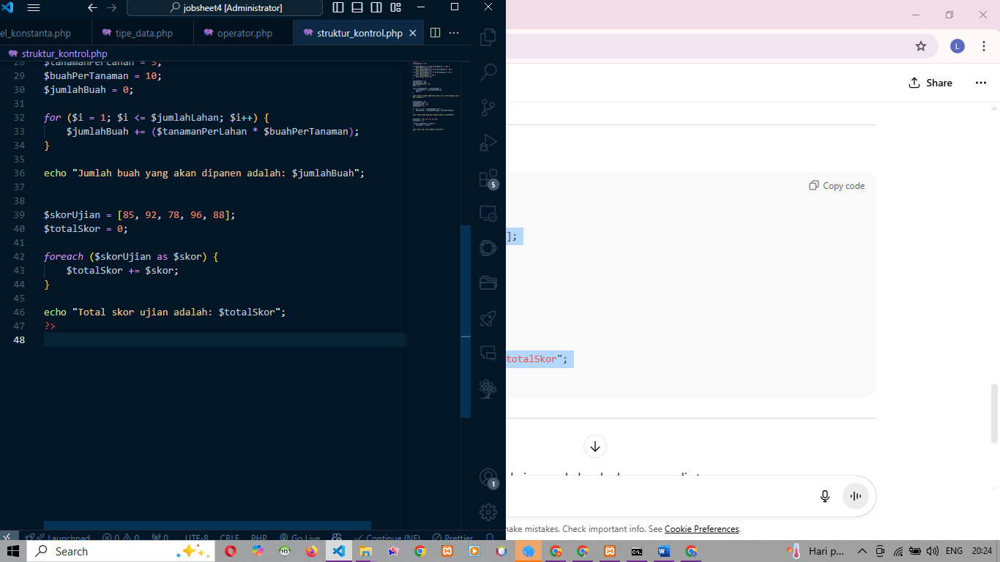 jobsheet4 [Administrator]
el_konstanta.php
tipe_data.php
operator.php
struktur_kontrol.php
struktur_kontrol.php
28 $tanamanPerLahan = 5;
29 $buahPerTanaman = 10;
30 $jumlahBuah = 0;
31
32 for ($i = 1; $i <= $jumlahLahan; $i++) {
33 $jumlahBuah += ($tanamanPerLahan * $buahPerTanaman);
34 }
35
36 echo "Jumlah buah yang akan dipanen adalah: $jumlahBuah";
37
38
39 $skorUjian = [85, 92, 78, 96, 88];
40 $totalSkor = 0;
41
42 foreach ($skorUjian as $skor) {
43 $totalSkor += $skor;
44 }
45
46 echo "Total skor ujian adalah: $totalSkor";
47 ?>
48
5
1
Launchpad 0 0 0 UTF-8 CRLF PHP Go Live Continue (NE) Prettier
L
Share
Copy code
];
totalSkor";
make mistakes. Check important info. See Cookie Preferences.
Search
Hari p...
ENG
20:24